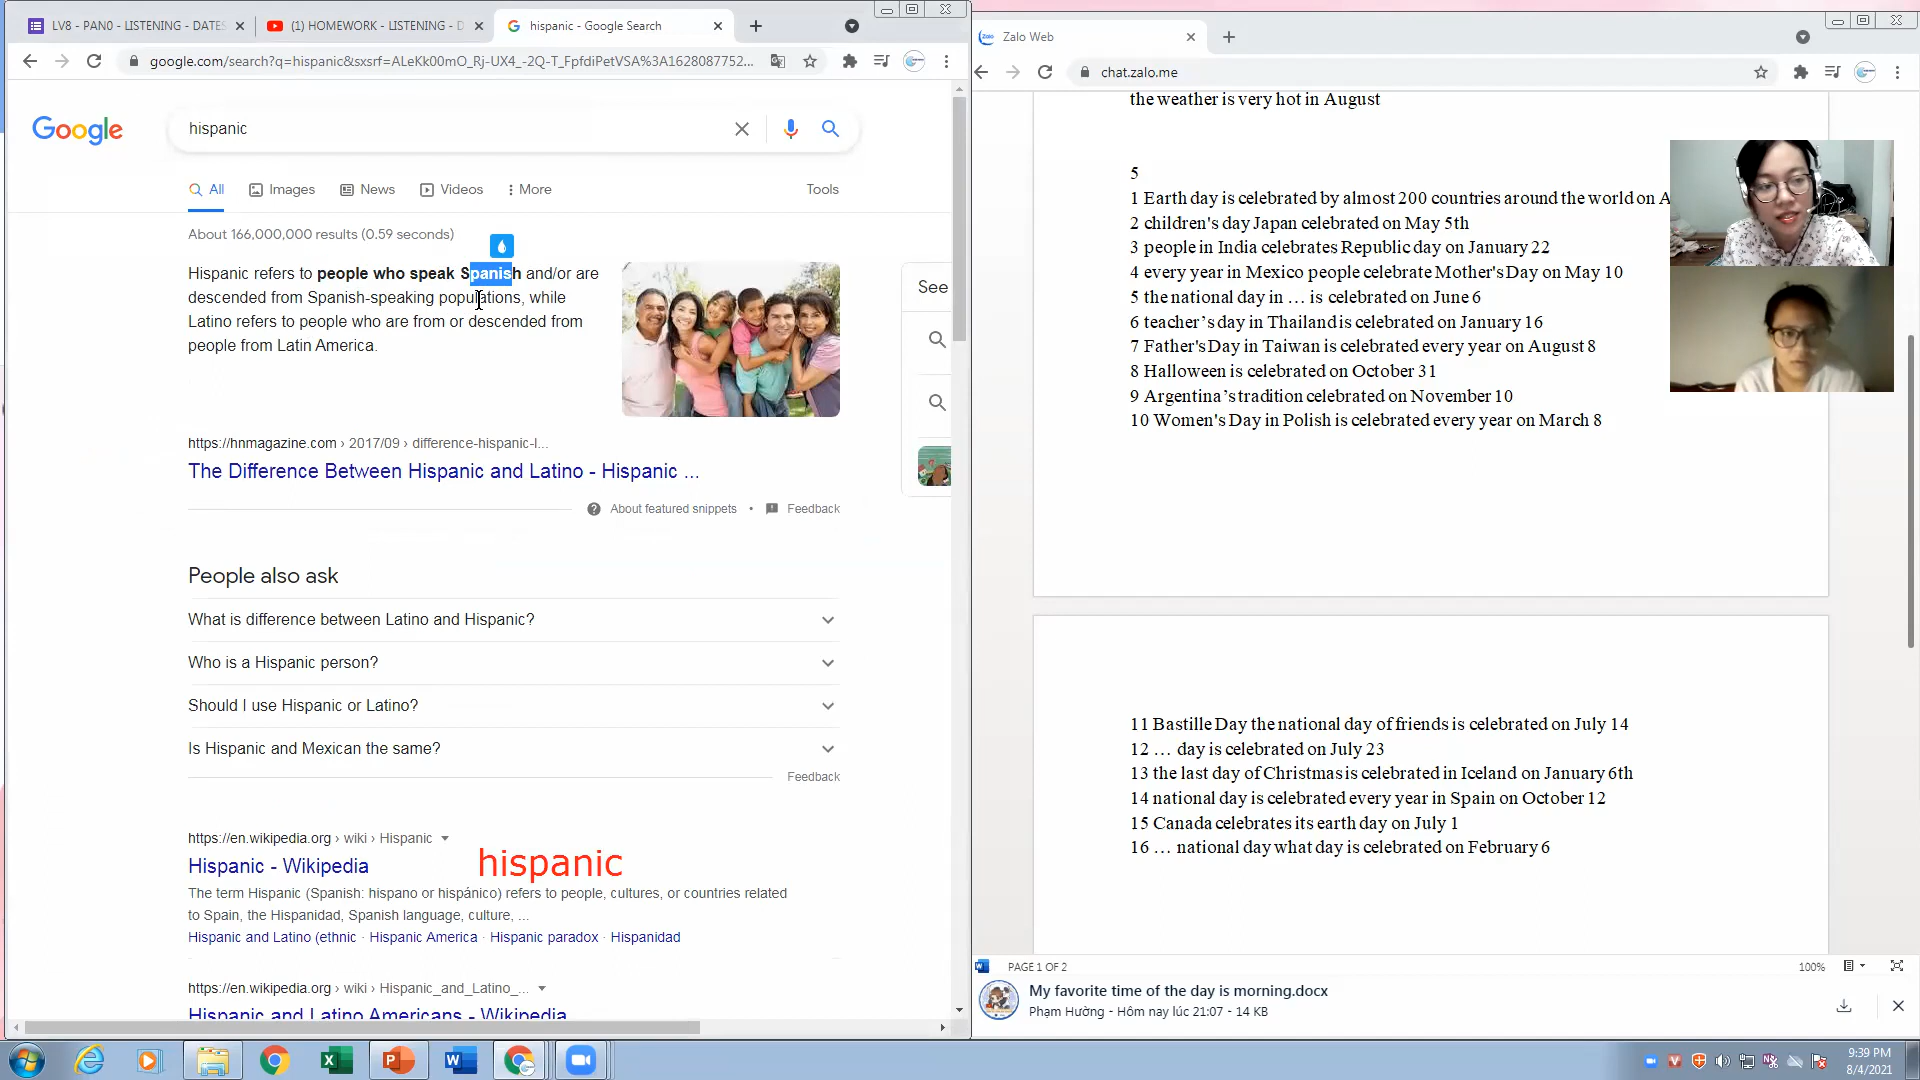 LV8 - PAN0 - LISTENING - DATES
(1) HOMEWORK - LISTENING - D
hispanic - Google Search
google.com/search?q=hispanic&sxsrf=ALeKk00mO_Rj-UX4_-2Q-T_FpfdiPetVSA%3A1628087752...
Google
hispanic
All
Images
News
Videos
More
Tools
About 166,000,000 results (0.59 seconds)
Hispanic refers to people who speak Spanish and/or are
descended from Spanish-speaking populations, while
Latino refers to people who are from or descended from
people from Latin America.
See
https://hnmagazine.com › 2017/09 › difference-hispanic-l...
The Difference Between Hispanic and Latino - Hispanic ...
About featured snippets • Feedback
People also ask
What is difference between Latino and Hispanic?
Who is a Hispanic person?
Should I use Hispanic or Latino?
Is Hispanic and Mexican the same?
Feedback
https://en.wikipedia.org › wiki › Hispanic
Hispanic - Wikipedia
hispanic
The term Hispanic (Spanish: hispano or hispánico) refers to people, cultures, or countries related
to Spain, the Hispanidad, Spanish language, culture, ...
Hispanic and Latino (ethnic · Hispanic America · Hispanic paradox · Hispanidad
https://en.wikipedia.org › wiki › Hispanic_and_Latino_...
Hispanic and Latino Americans - Wikipedia
Zalo Web
chat.zalo.me
the weather is very hot in August
5
1 Earth day is celebrated by almost 200 countries around the world on A
2 children's day Japan celebrated on May 5th
3 people in India celebrates Republic day on January 22
4 every year in Mexico people celebrate Mother's Day on May 10
5 the national day in … is celebrated on June 6
6 teacher's day in Thailand is celebrated on January 16
7 Father's Day in Taiwan is celebrated every year on August 8
8 Halloween is celebrated on October 31
9 Argentina's tradition celebrated on November 10
10 Women's Day in Polish is celebrated every year on March 8
11 Bastille Day the national day of friends is celebrated on July 14
12 … day is celebrated on July 23
13 the last day of Christmas is celebrated in Iceland on January 6th
14 national day is celebrated every year in Spain on October 12
15 Canada celebrates its earth day on July 1
16 … national day what day is celebrated on February 6
PAGE 1 OF 2
100%
My favorite time of the day is morning.docx
Phạm Hường - Hôm nay lúc 21:07 - 14 KB
9:39 PM
8/4/2021